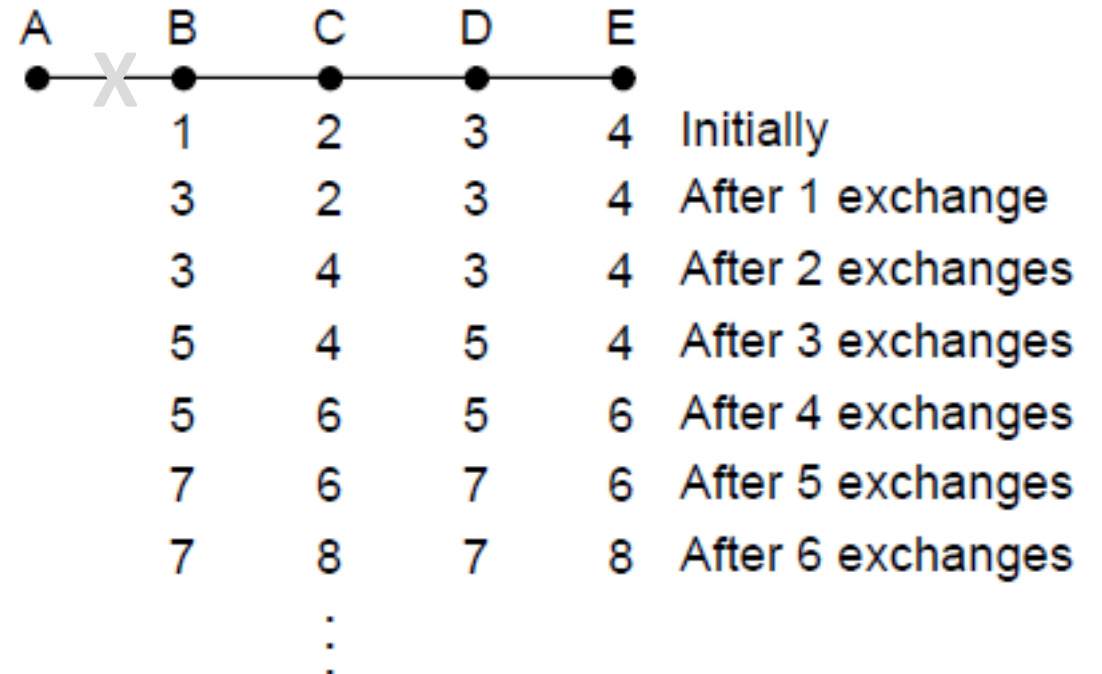 A B C D E
X
1 2 3 4 Initially
3 2 3 4 After 1 exchange
3 4 3 4 After 2 exchanges
5 4 5 4 After 3 exchanges
5 6 5 6 After 4 exchanges
7 6 7 6 After 5 exchanges
7 8 7 8 After 6 exchanges